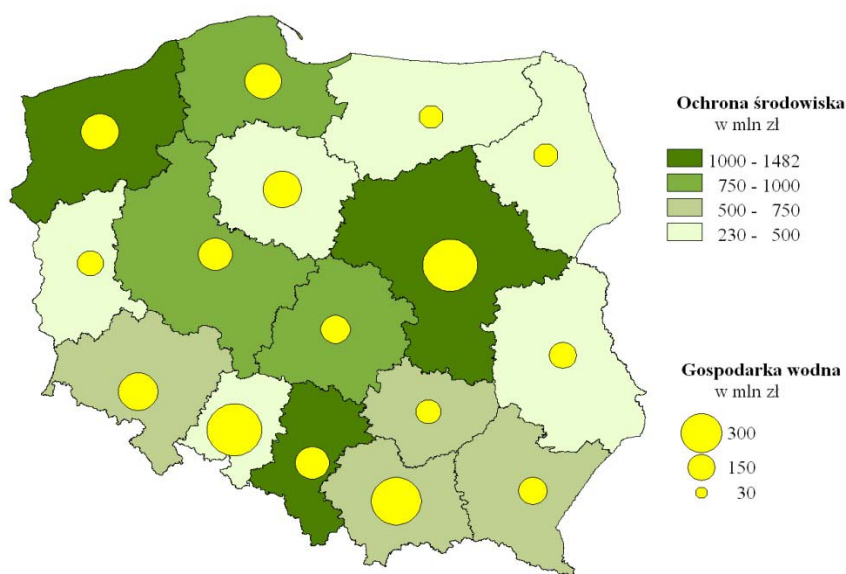 Ochrona środowiska
w mln zł
1000 - 1482
750 - 1000
500 - 750
230 - 500
Gospodarka wodna
w mln zł
300
150
30